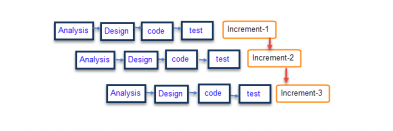 Analysis Design code test Increment-1
Analysis Design code test Increment-2
Analysis Design code test Increment-3